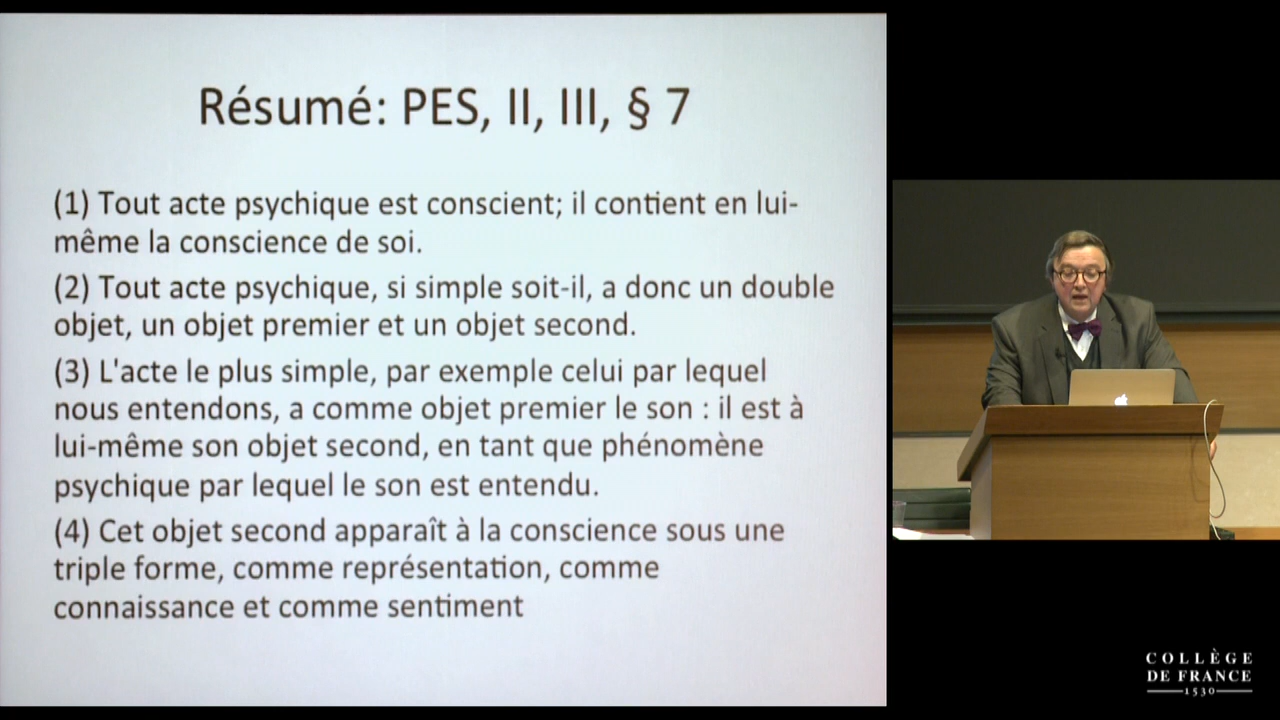 Résumé: PES, II, III, § 7
(1) Tout acte psychique est conscient; il contient en lui-
même la conscience de soi.
(2) Tout acte psychique, si simple soit-il, a donc un double
objet, un objet premier et un objet second.
(3) L'acte le plus simple, par exemple celui par lequel
nous entendons, a comme objet premier le son : il est à
lui-même son objet second, en tant que phénomène
psychique par lequel le son est entendu.
(4) Cet objet second apparaît à la conscience sous une
triple forme, comme représentation, comme
connaissance et comme sentiment
COLLÈGE
DE FRANCE
1530